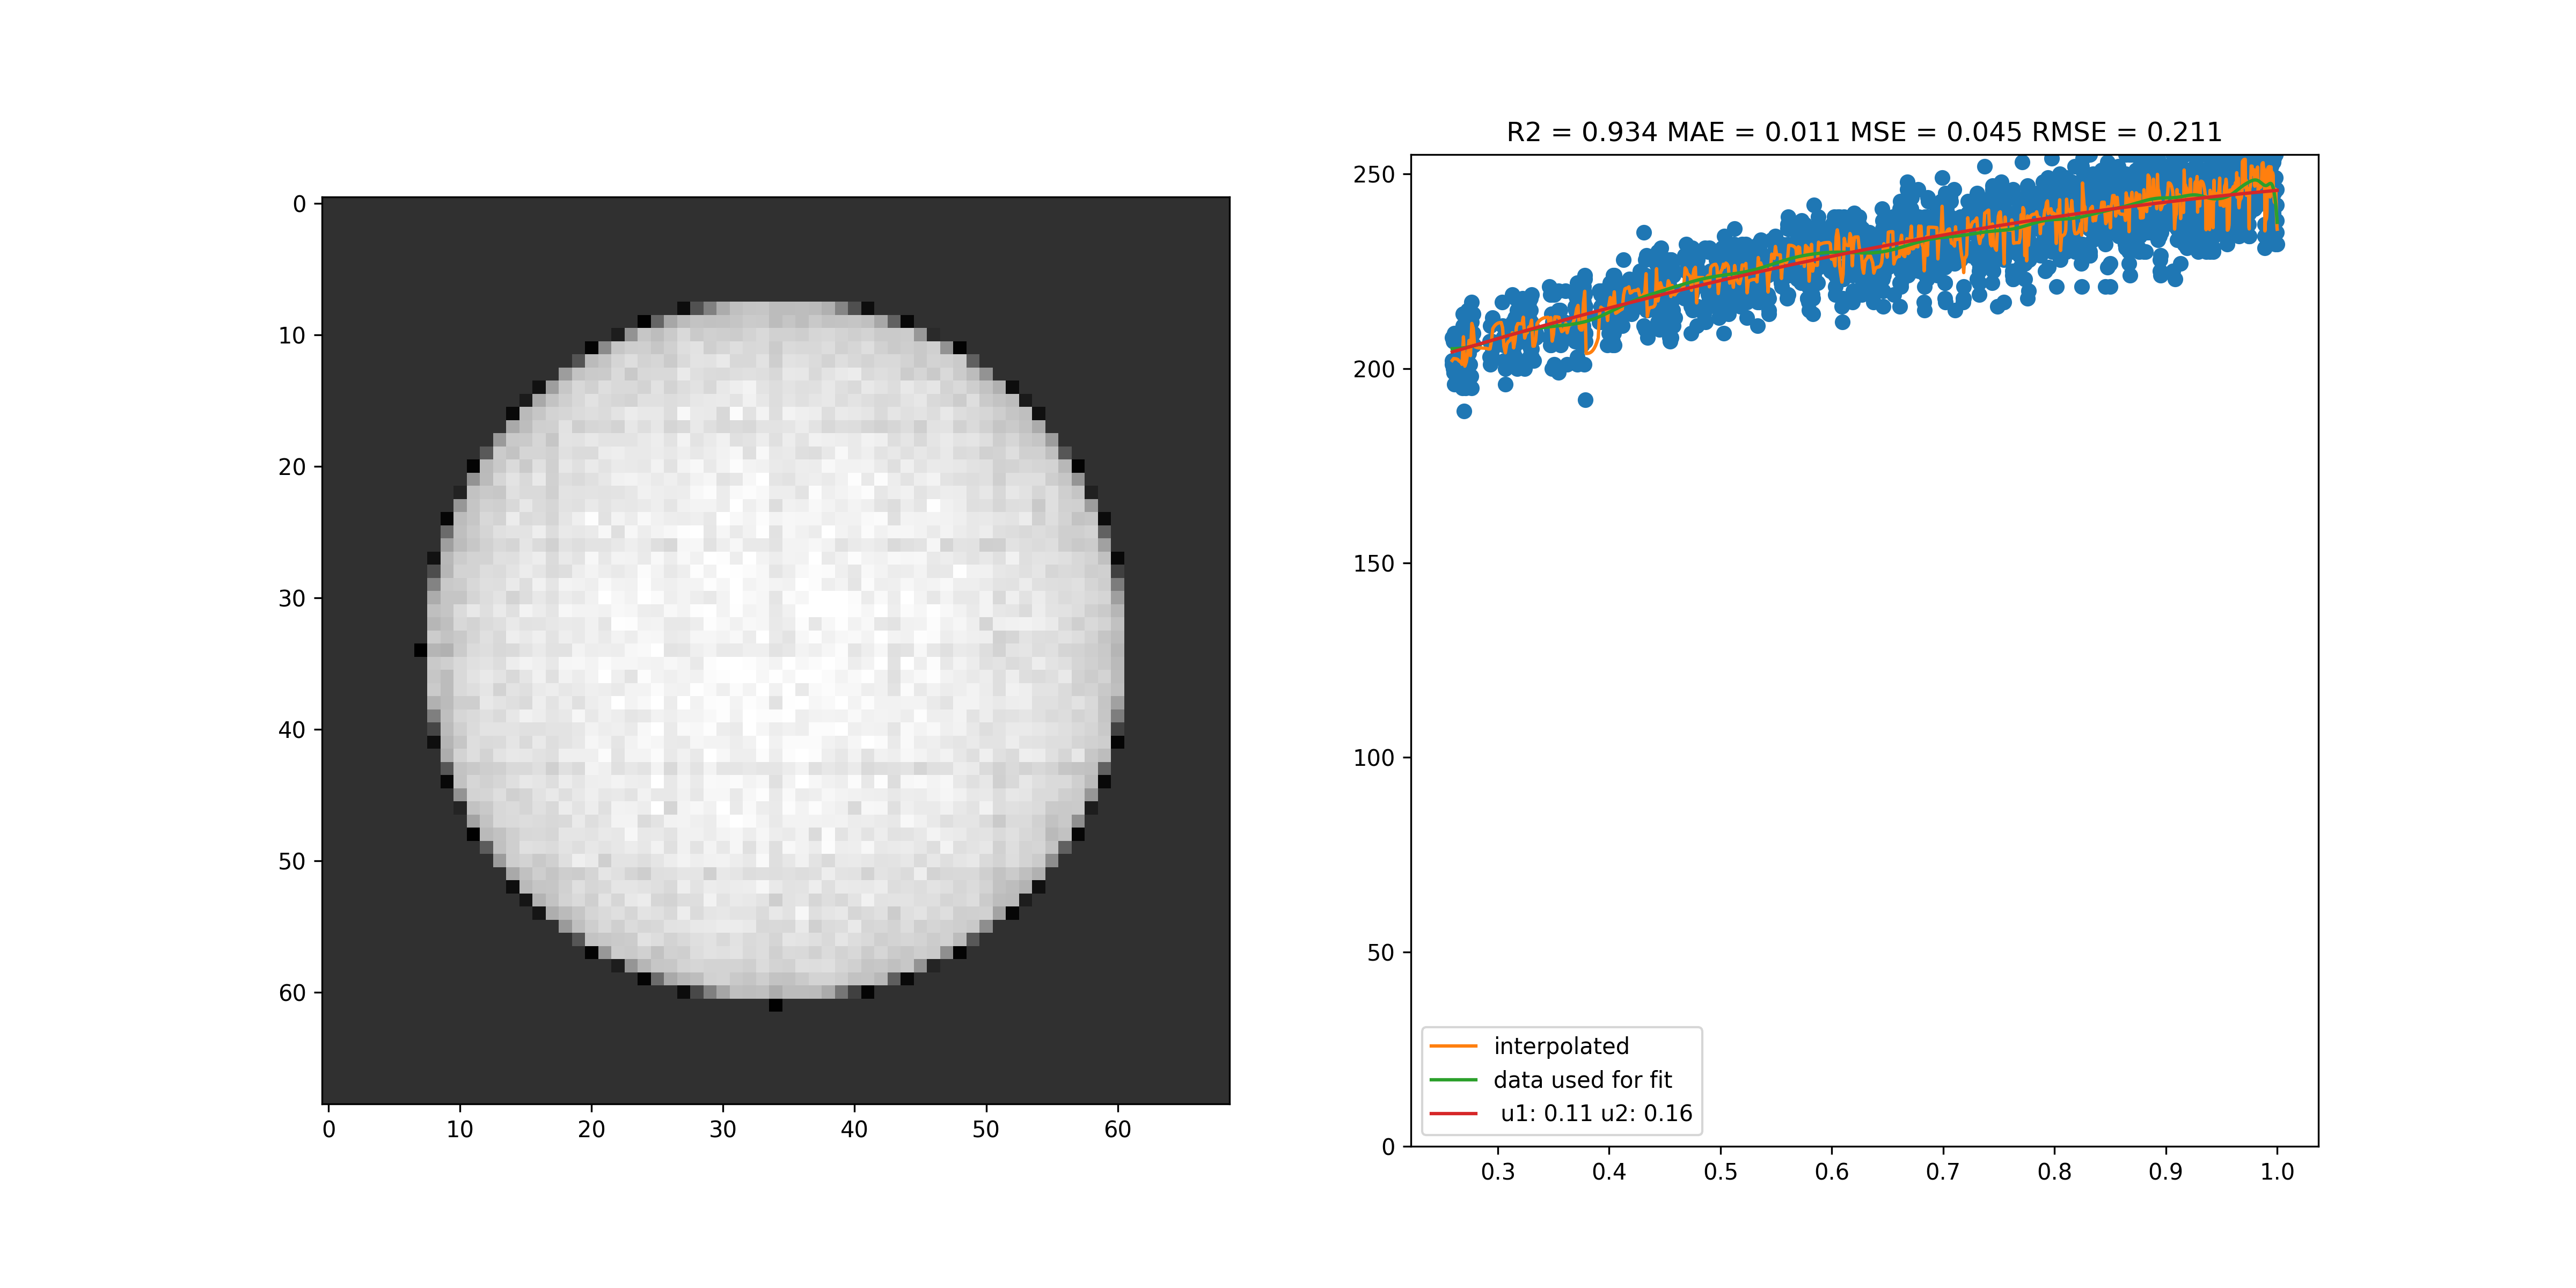 R2 = 0.934 MAE = 0.011 MSE = 0.045 RMSE = 0.211
0
10
20
30
40
50
60
0 10 20 30 40 50 60
250
200
150
100
50
0
interpolated
data used for fit
u1: 0.11 u2: 0.16
0.3 0.4 0.5 0.6 0.7 0.8 0.9 1.0